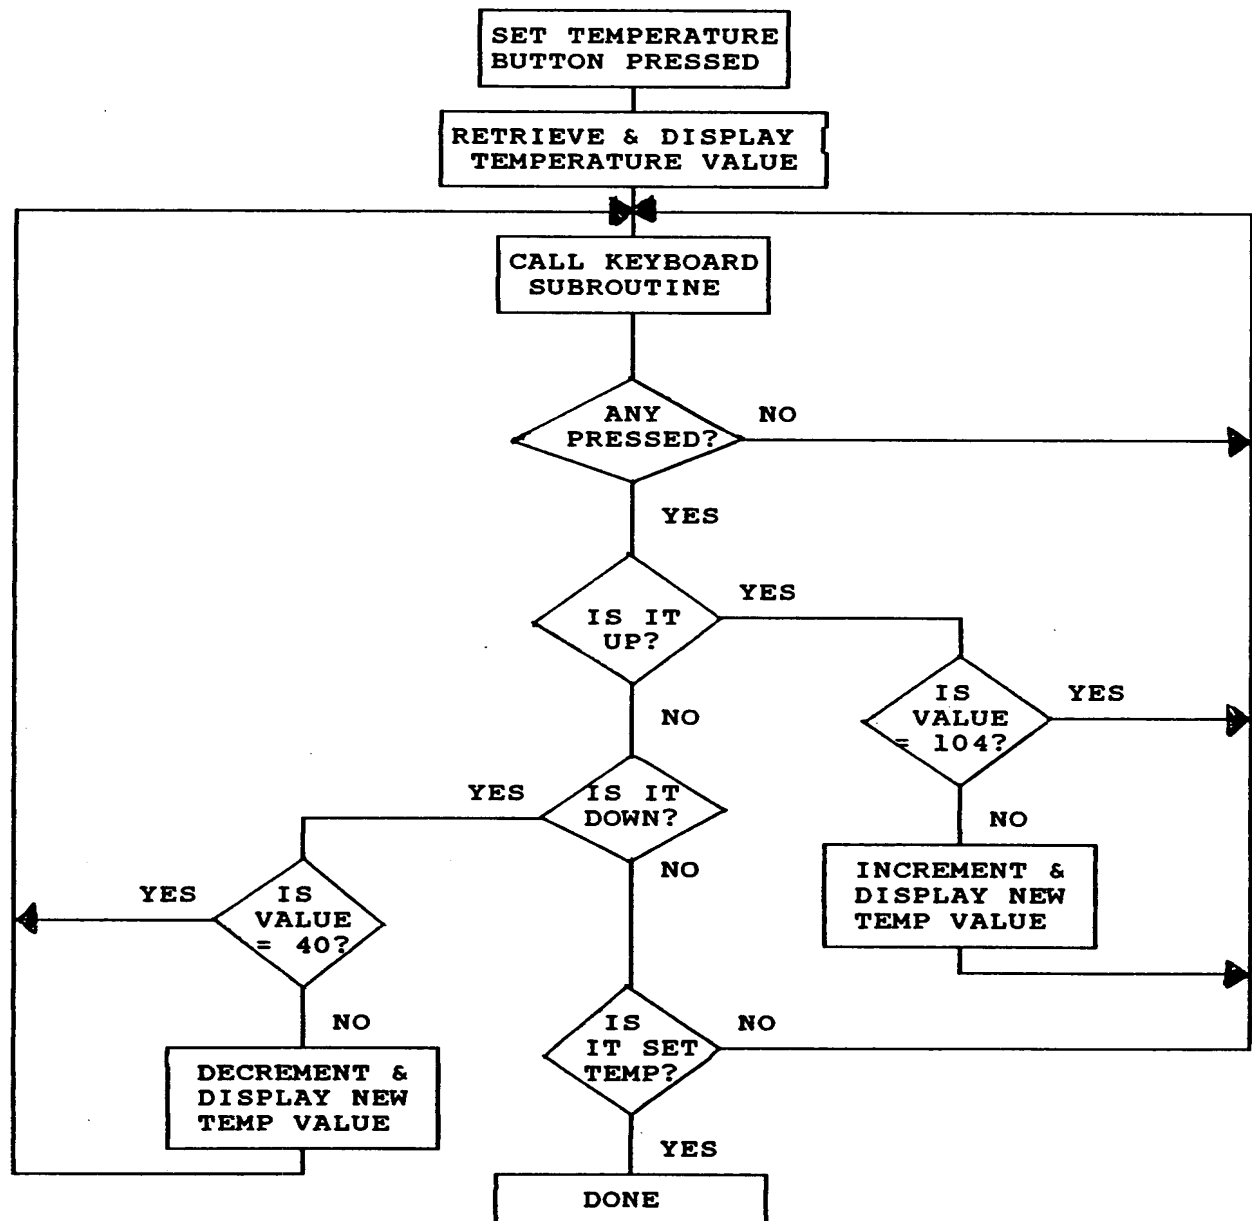 SET TEMPERATURE
BUTTON PRESSED
RETRIEVE & DISPLAY
TEMPERATURE VALUE
CALL KEYBOARD
SUBROUTINE
ANY
PRESSED?
NO
YES
IS IT
UP?
YES
NO
IS
VALUE
= 104?
YES
NO
INCREMENT &
DISPLAY NEW
TEMP VALUE
IS IT
DOWN?
YES
NO
IS
VALUE
= 40?
YES
NO
DECREMENT &
DISPLAY NEW
TEMP VALUE
IS
IT SET
TEMP?
NO
YES
DONE